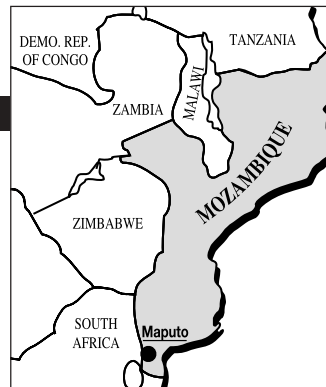 DEMO. REP.
OF CONGO
TANZANIA
MALAWI
ZAMBIA
MOZAMBIQUE
ZIMBABWE
SOUTH
AFRICA
Maputo